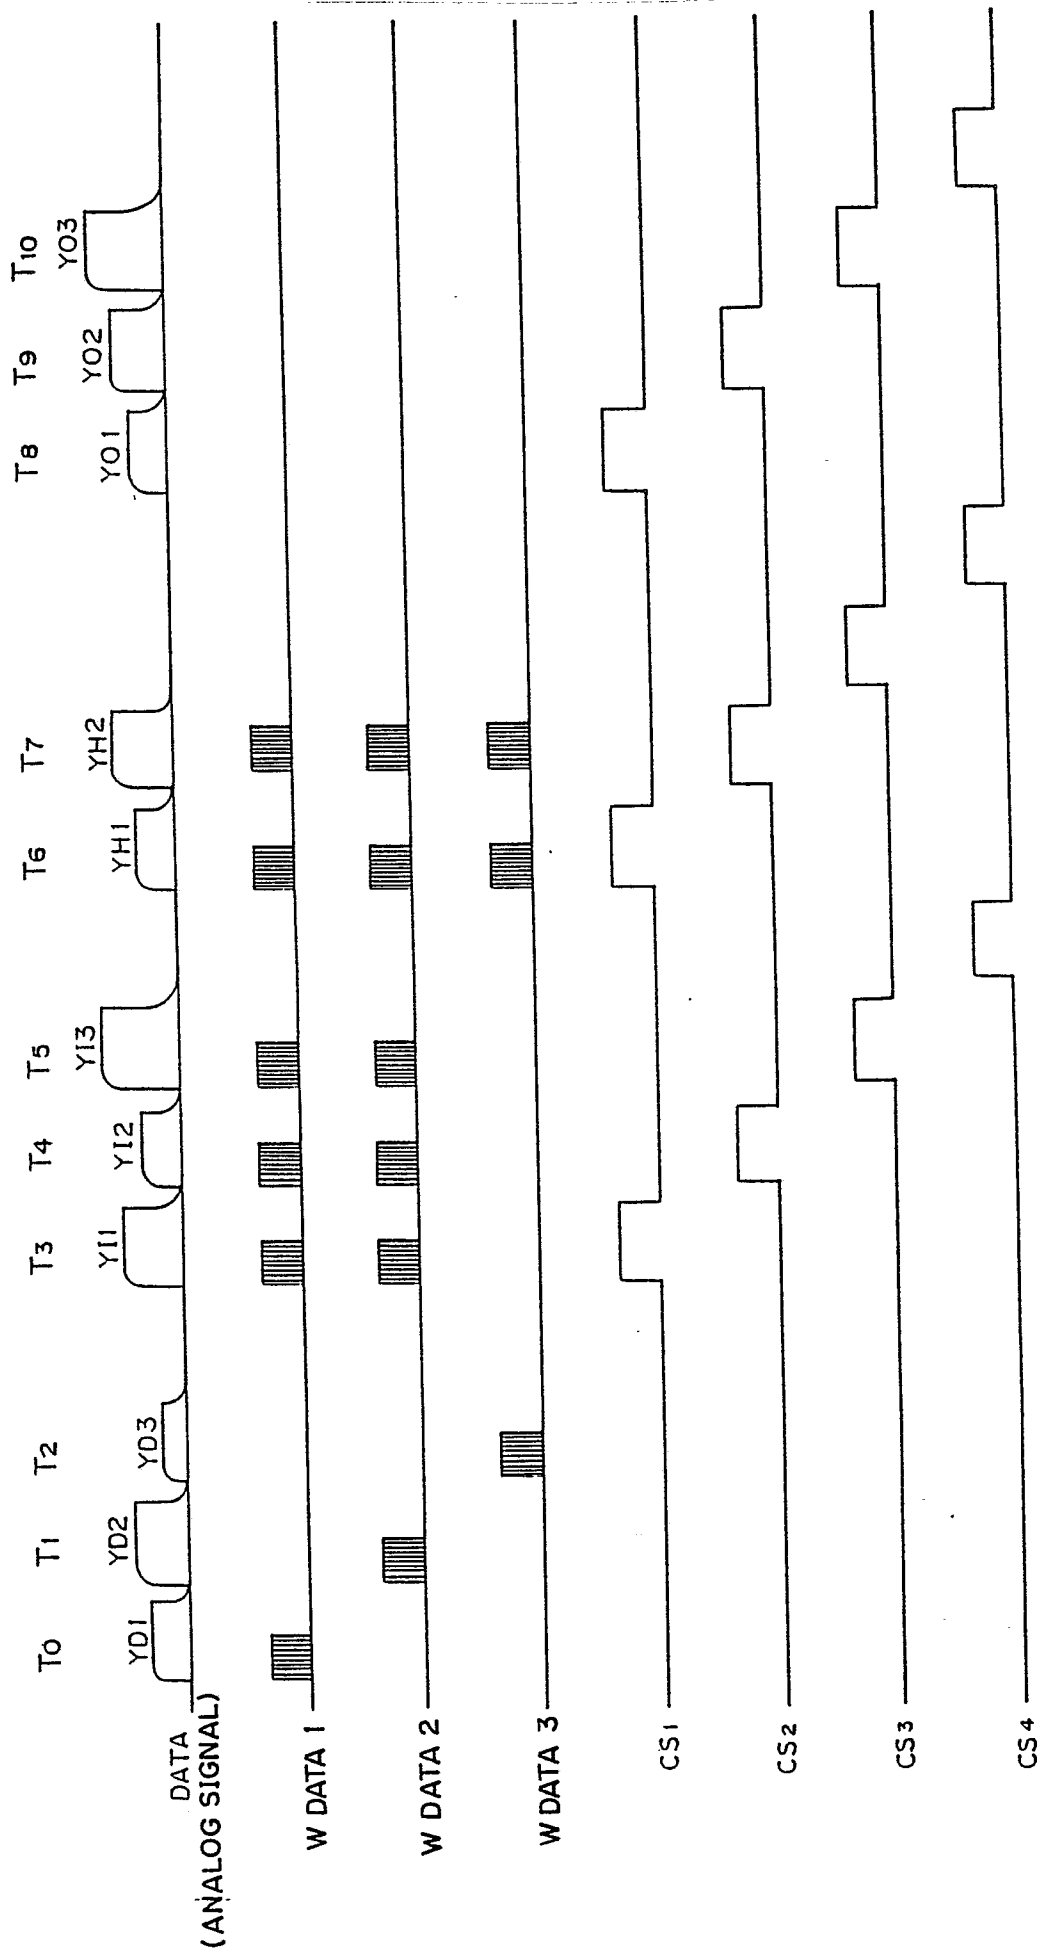 T0 T1 T2 T3 T4 T5 T6 T7 T8 T9 T10
YD1 YD2 YD3 YI1 YI2 YI3 YH1 YH2 YO1 YO2 YO3
DATA
(ANALOG SIGNAL)
W DATA 1
W DATA 2
W DATA 3
CS1
CS2
CS3
CS4